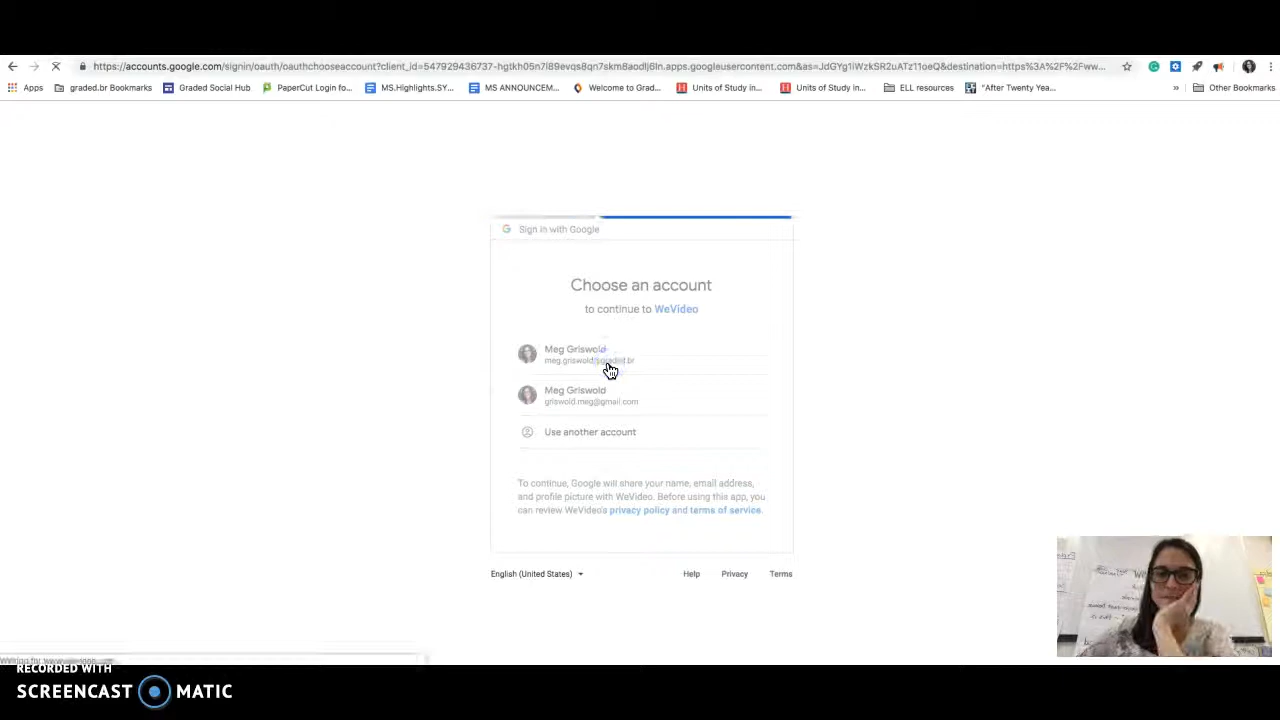 https://accounts.google.com/signin/oauth/oauthchooseaccount?client_id=547929436737-hgtkh05n7l89evqs8qn7skm8aodlj6ln.apps.googleusercontent.com&as=JdGYg1iWzkSR2uATz11oeQ&destination=https%3A%2F%2Fww...
Apps graded.br Bookmarks Graded Social Hub PaperCut Login fo... MS.Highlights.SY... MS ANNOUNCEM... Welcome to Grad... Units of Study in... Units of Study in... ELL resources "After Twenty Yea... » Other Bookmarks
Sign in with Google
Choose an account
to continue to WeVideo
Meg Griswold
meg.griswold@graded.br
Meg Griswold
griswold.meg@gmail.com
Use another account
To continue, Google will share your name, email address,
and profile picture with WeVideo. Before using this app, you
can review WeVideo's privacy policy and terms of service.
English (United States) Help Privacy Terms
RECORDED WITH
SCREENCAST MATIC